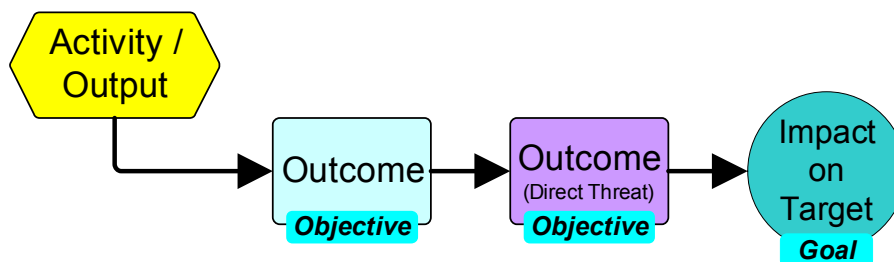 Activity /
Output
Outcome
Objective
Outcome
(Direct Threat)
Objective
Impact
on
Target
Goal